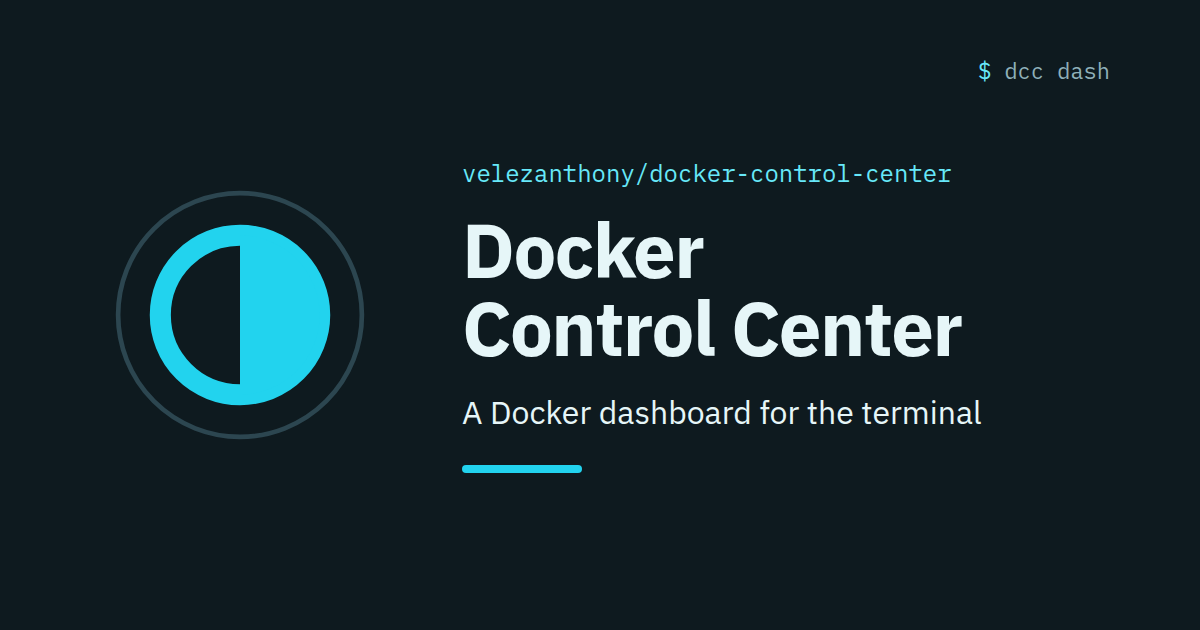 $ dcc dash
velezanthony/docker-control-center
Docker
Control Center
A Docker dashboard for the terminal